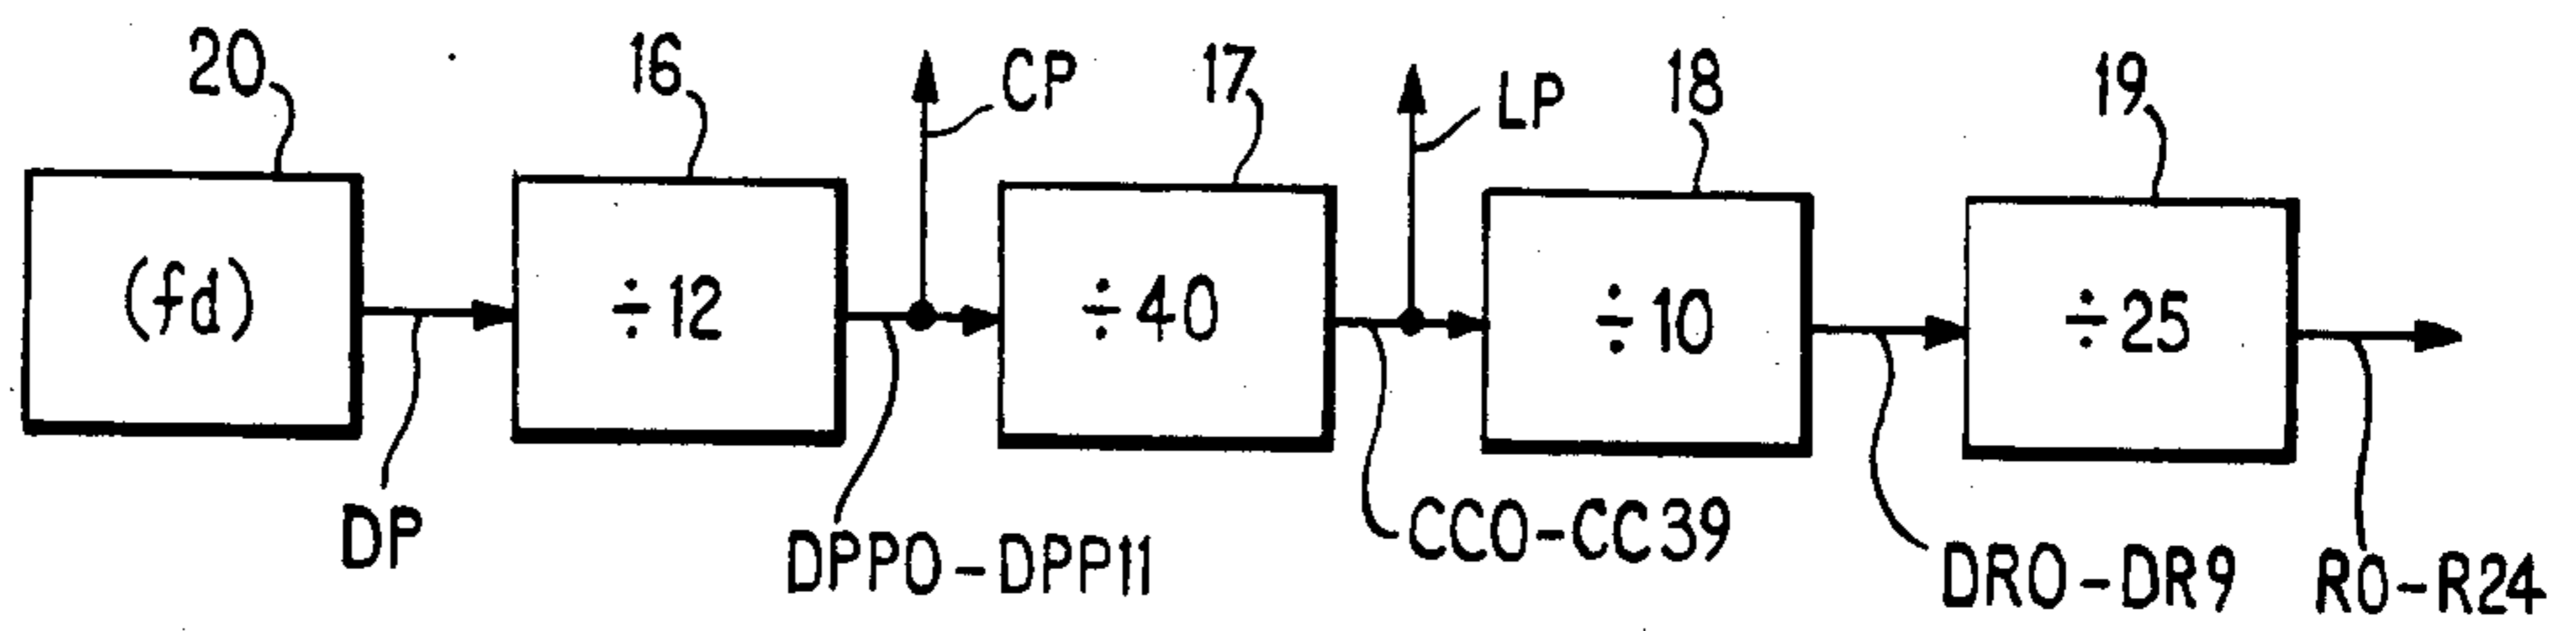 20
16
CP
17
LP
18
19
(fd)
÷12
÷40
÷10
÷25
DP
DPP0-DPP11
CC0-CC39
DR0-DR9
R0-R24